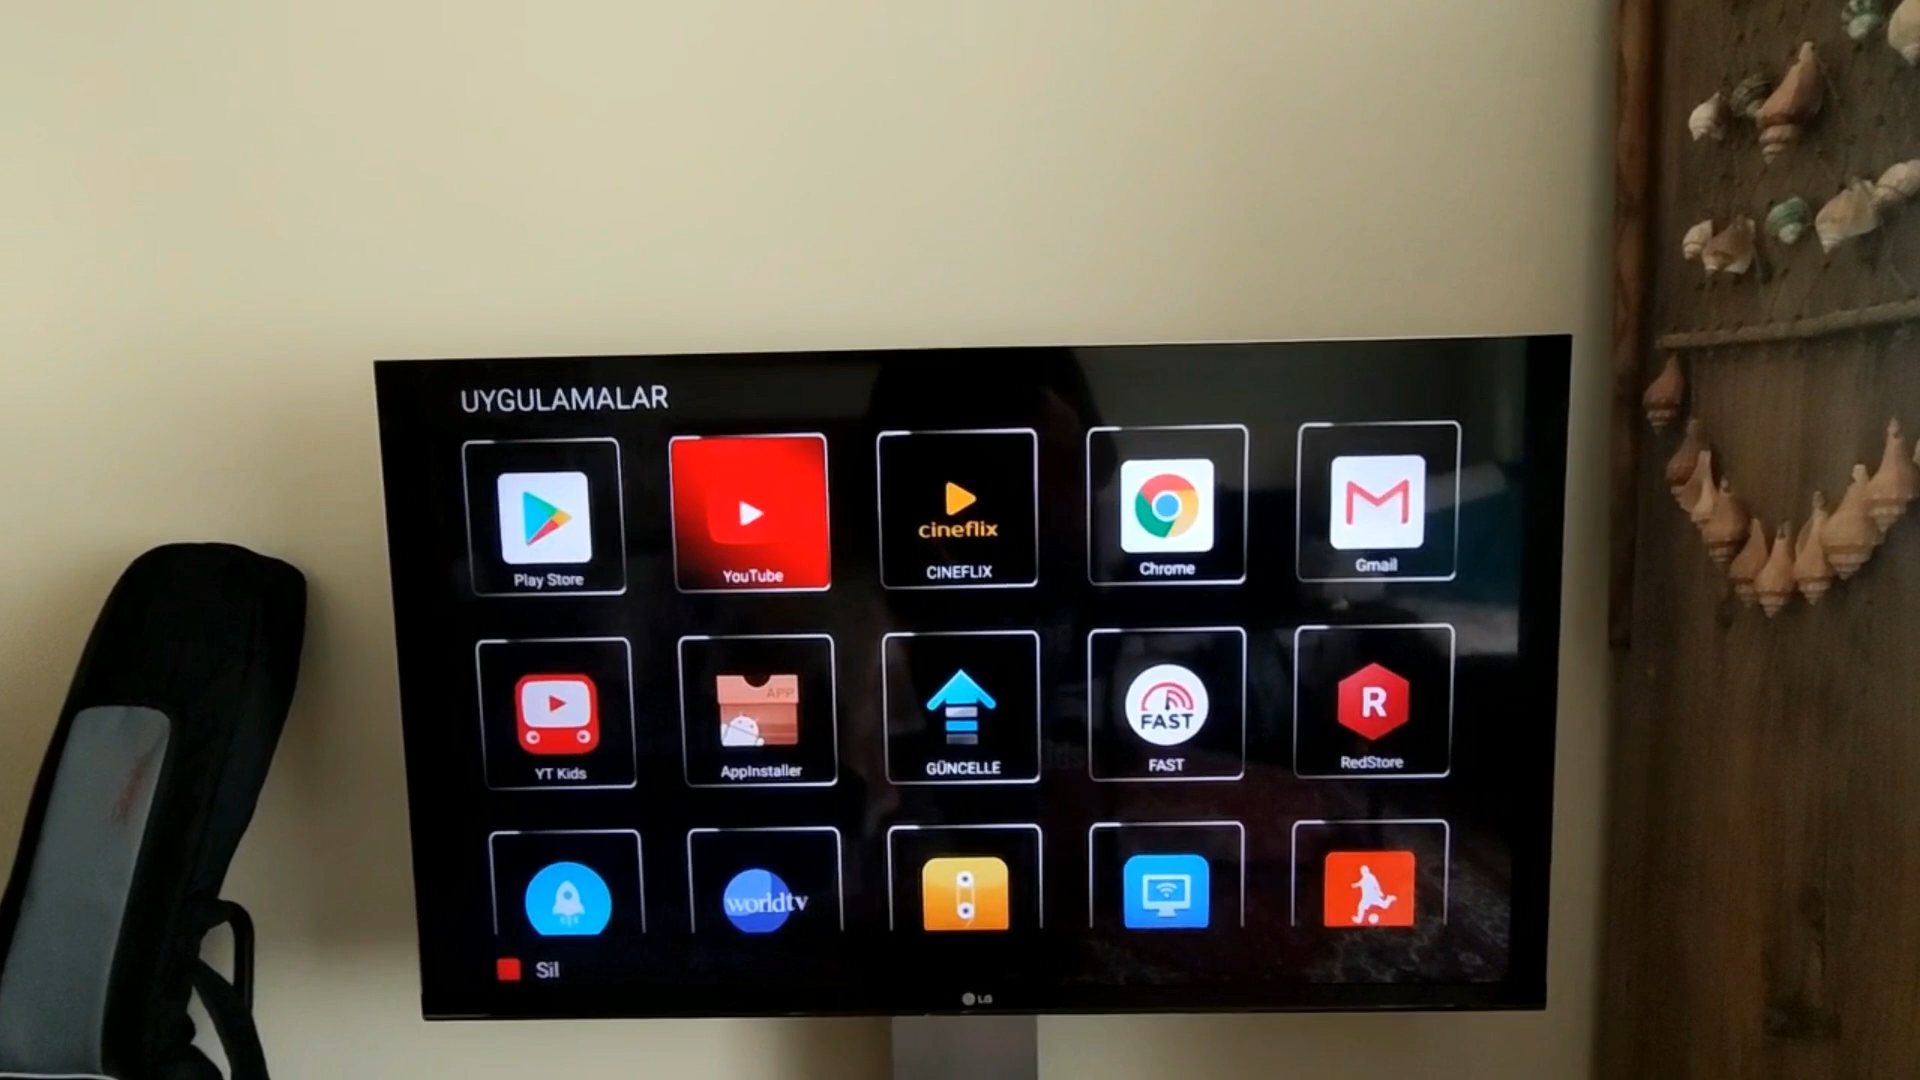 UYGULAMALAR
Play Store
YouTube
cineflix
CINEFLIX
Chrome
Gmail
YT Kids
APP
AppInstaller
GÜNCELLE
FAST
FAST
R
RedStore
worldtv
Sil
LG